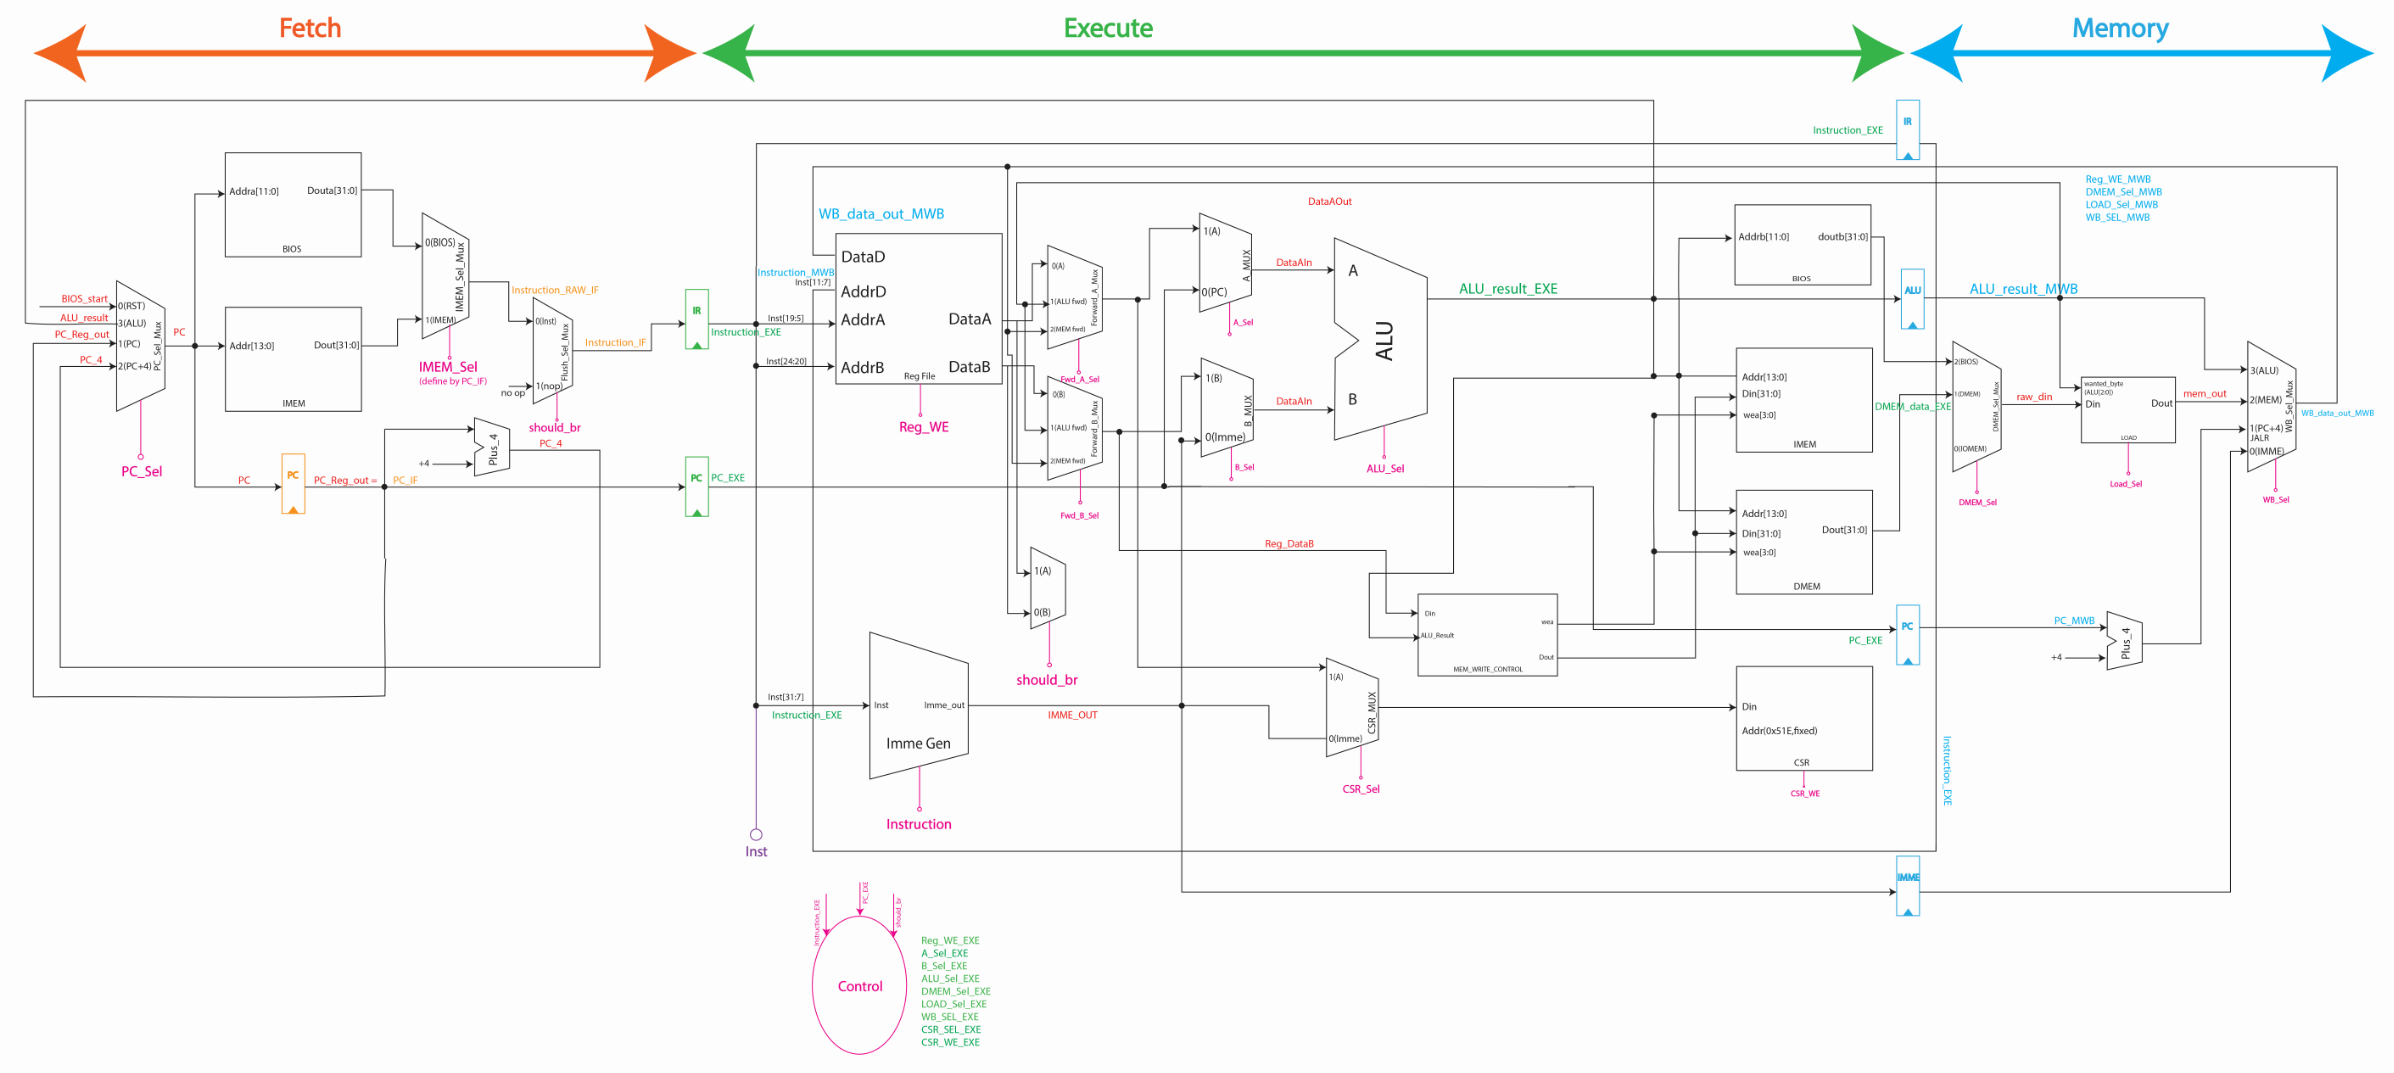 Fetch
Execute
Memory
BIOS_start
ALU_result
PC_Reg_out
PC_4
0(RST)
3(ALU)
1(PC)
2(PC+4)
PC_Sel_Mux
PC_Sel
PC
Addra[11:0]
Douta[31:0]
BIOS
Addr[13:0]
Dout[31:0]
IMEM
0(BIOS)
1(IMEM)
IMEM_Sel_Mux
IMEM_Sel
(define by PC_IF)
Instruction_RAW_IF
0(Inst)
1(nop)
no op
Flush_Sel_Mux
should_br
Instruction_IF
PC
PC
PC_Reg_out =
PC_IF
+4
Plus_4
PC_4
IR
Instruction_EXE
PC
PC_EXE
WB_data_out_MWB
Instruction_MWB
Inst[11:7]
Inst[19:5]
Inst[24:20]
DataD
AddrD
AddrA
AddrB
DataA
DataB
Reg File
Reg_WE
0(A)
1(ALU fwd)
2(MEM fwd)
Forward_A_Mux
Fwd_A_Sel
0(B)
1(ALU fwd)
2(MEM fwd)
Forward_B_Mux
Fwd_B_Sel
1(A)
0(B)
should_br
Inst[31:7]
Instruction_EXE
Inst
Imme_out
Imme Gen
Instruction
IMME_OUT
Inst
DataAOut
1(A)
0(PC)
A_MUX
A_Sel
DataAIn
1(B)
0(Imme)
B_MUX
B_Sel
DataAIn
A
B
ALU
ALU_Sel
ALU_result_EXE
Reg_DataB
Din
ALU_Result
wea
Dout
MEM_WRITE_CONTROL
1(A)
0(Imme)
CSR_MUX
CSR_Sel
Instruction_EXE
IR
Addrb[11:0]
doutb[31:0]
BIOS
Addr[13:0]
Din[31:0]
wea[3:0]
IMEM
Addr[13:0]
Din[31:0]
wea[3:0]
Dout[31:0]
DMEM
Din
Addr(0x51E,fixed)
CSR
CSR_WE
ALU
ALU_result_MWB
Reg_WE_MWB
DMEM_Sel_MWB
LOAD_Sel_MWB
WB_SEL_MWB
DMEM_data_EXE
2(BIOS)
1(DMEM)
0(IOMEM)
DMEM_Sel_Mux
DMEM_Sel
raw_din
wanted_byte
(ALU[2:0])
Din
Dout
LOAD
Load_Sel
mem_out
3(ALU)
2(MEM)
1(PC+4)
JALR
0(IMME)
WB_Sel_Mux
WB_Sel
WB_data_out_MWB
PC_EXE
PC
PC_MWB
+4
Plus_4
Instruction_EXE
IMME
Instruction_EXE
PC_EXE
should_br
Control
Reg_WE_EXE
A_Sel_EXE
B_Sel_EXE
ALU_Sel_EXE
DMEM_Sel_EXE
LOAD_Sel_EXE
WB_SEL_EXE
CSR_SEL_EXE
CSR_WE_EXE